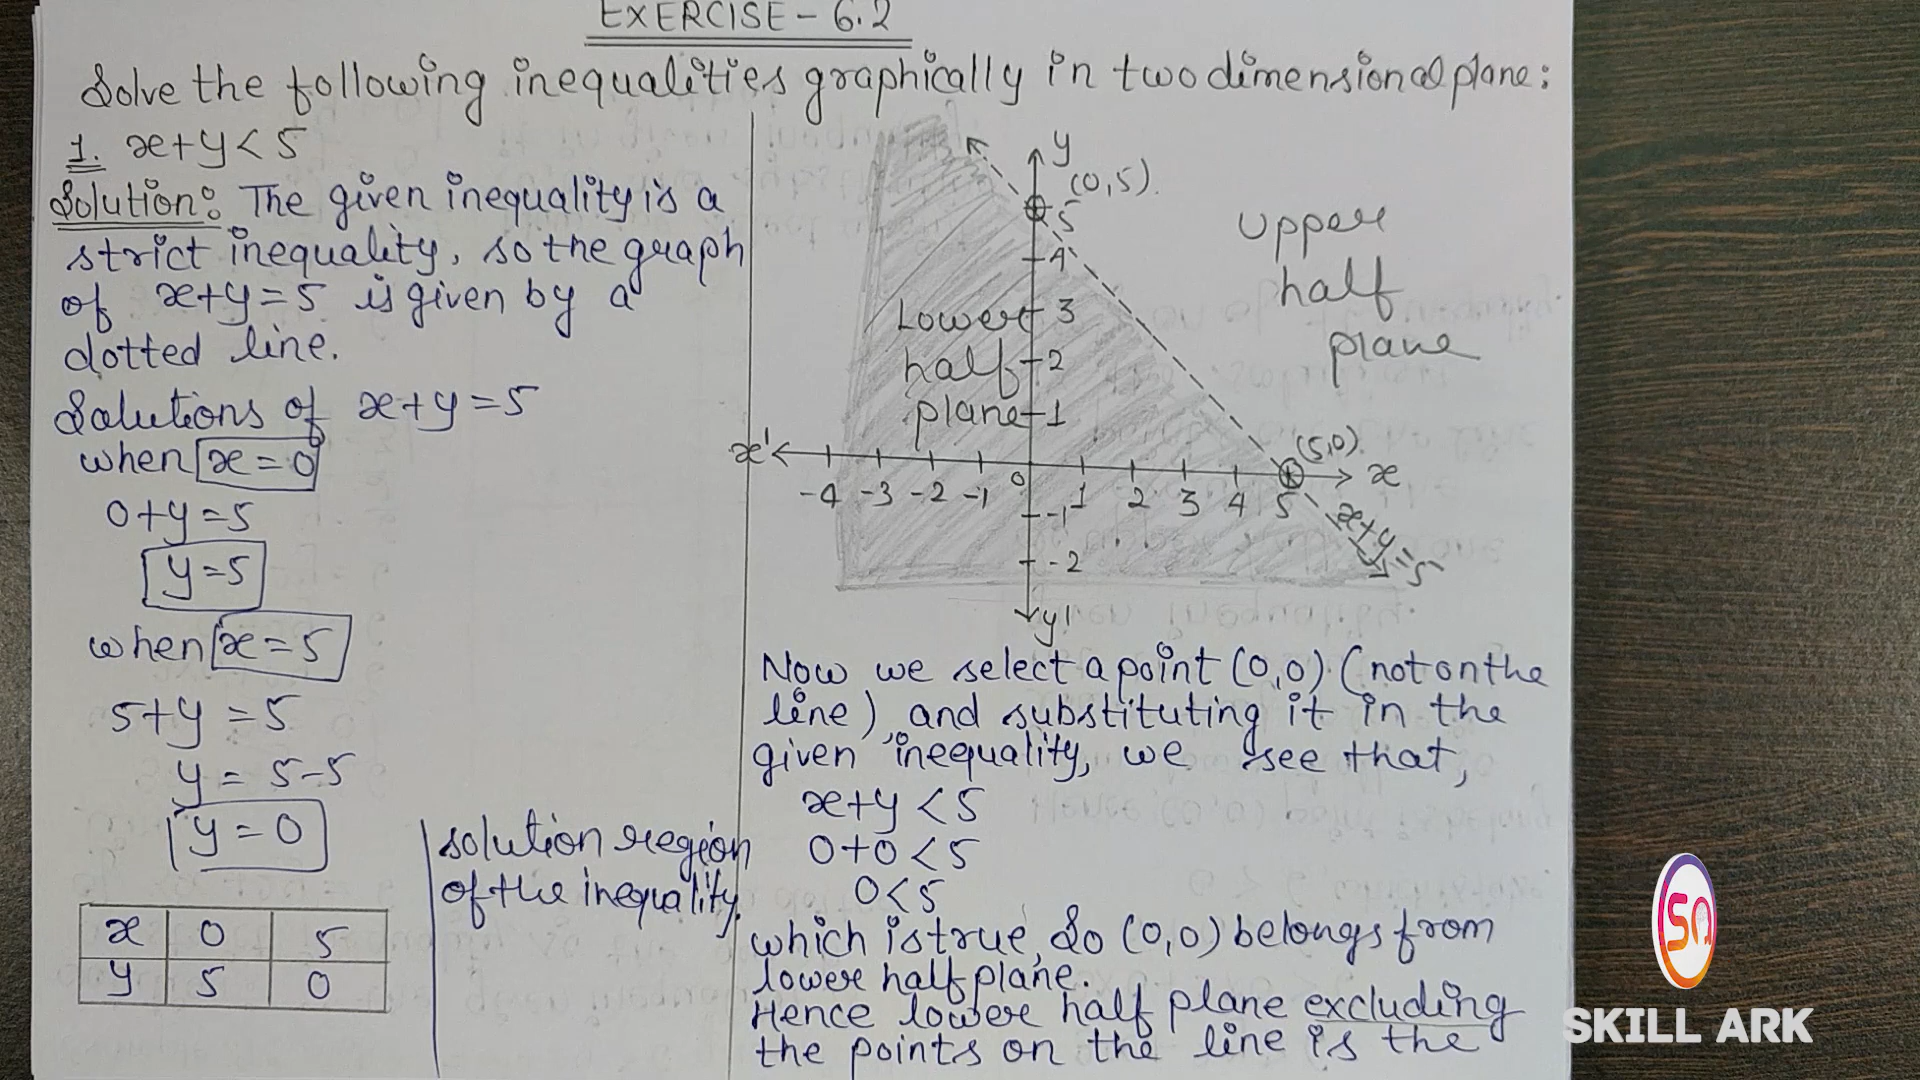 EXERCISE - 6.2
Solve the following inequalities graphically in two dimensional plane:
1. x+y<5
Solution: The given inequality is a
strict inequality, so the graph
of x+y=5 is given by a
dotted line.
Solutions of x+y=5
when x=0
0+y=5
y=5
when x=5
5+y=5
y=5-5
y=0
x 0 5
y 5 0
solution region
of the inequality.
y
(0,5).
5
4
Lower 3
half 2
plane 1
upper
half
plane
(5,0).
x' x
-4 -3 -2 -1 0 1 2 3 4 5
-1
-2
x+y=5
y'
Now we select a point (0,0). (not on the
line), and substituting it in the
given inequality, we see that,
x+y<5
0+0<5
0<5
which is true, So (0,0) belongs from
lower half plane.
Hence lower half plane excluding
the points on the line is the
SΩ
SKILL ARK